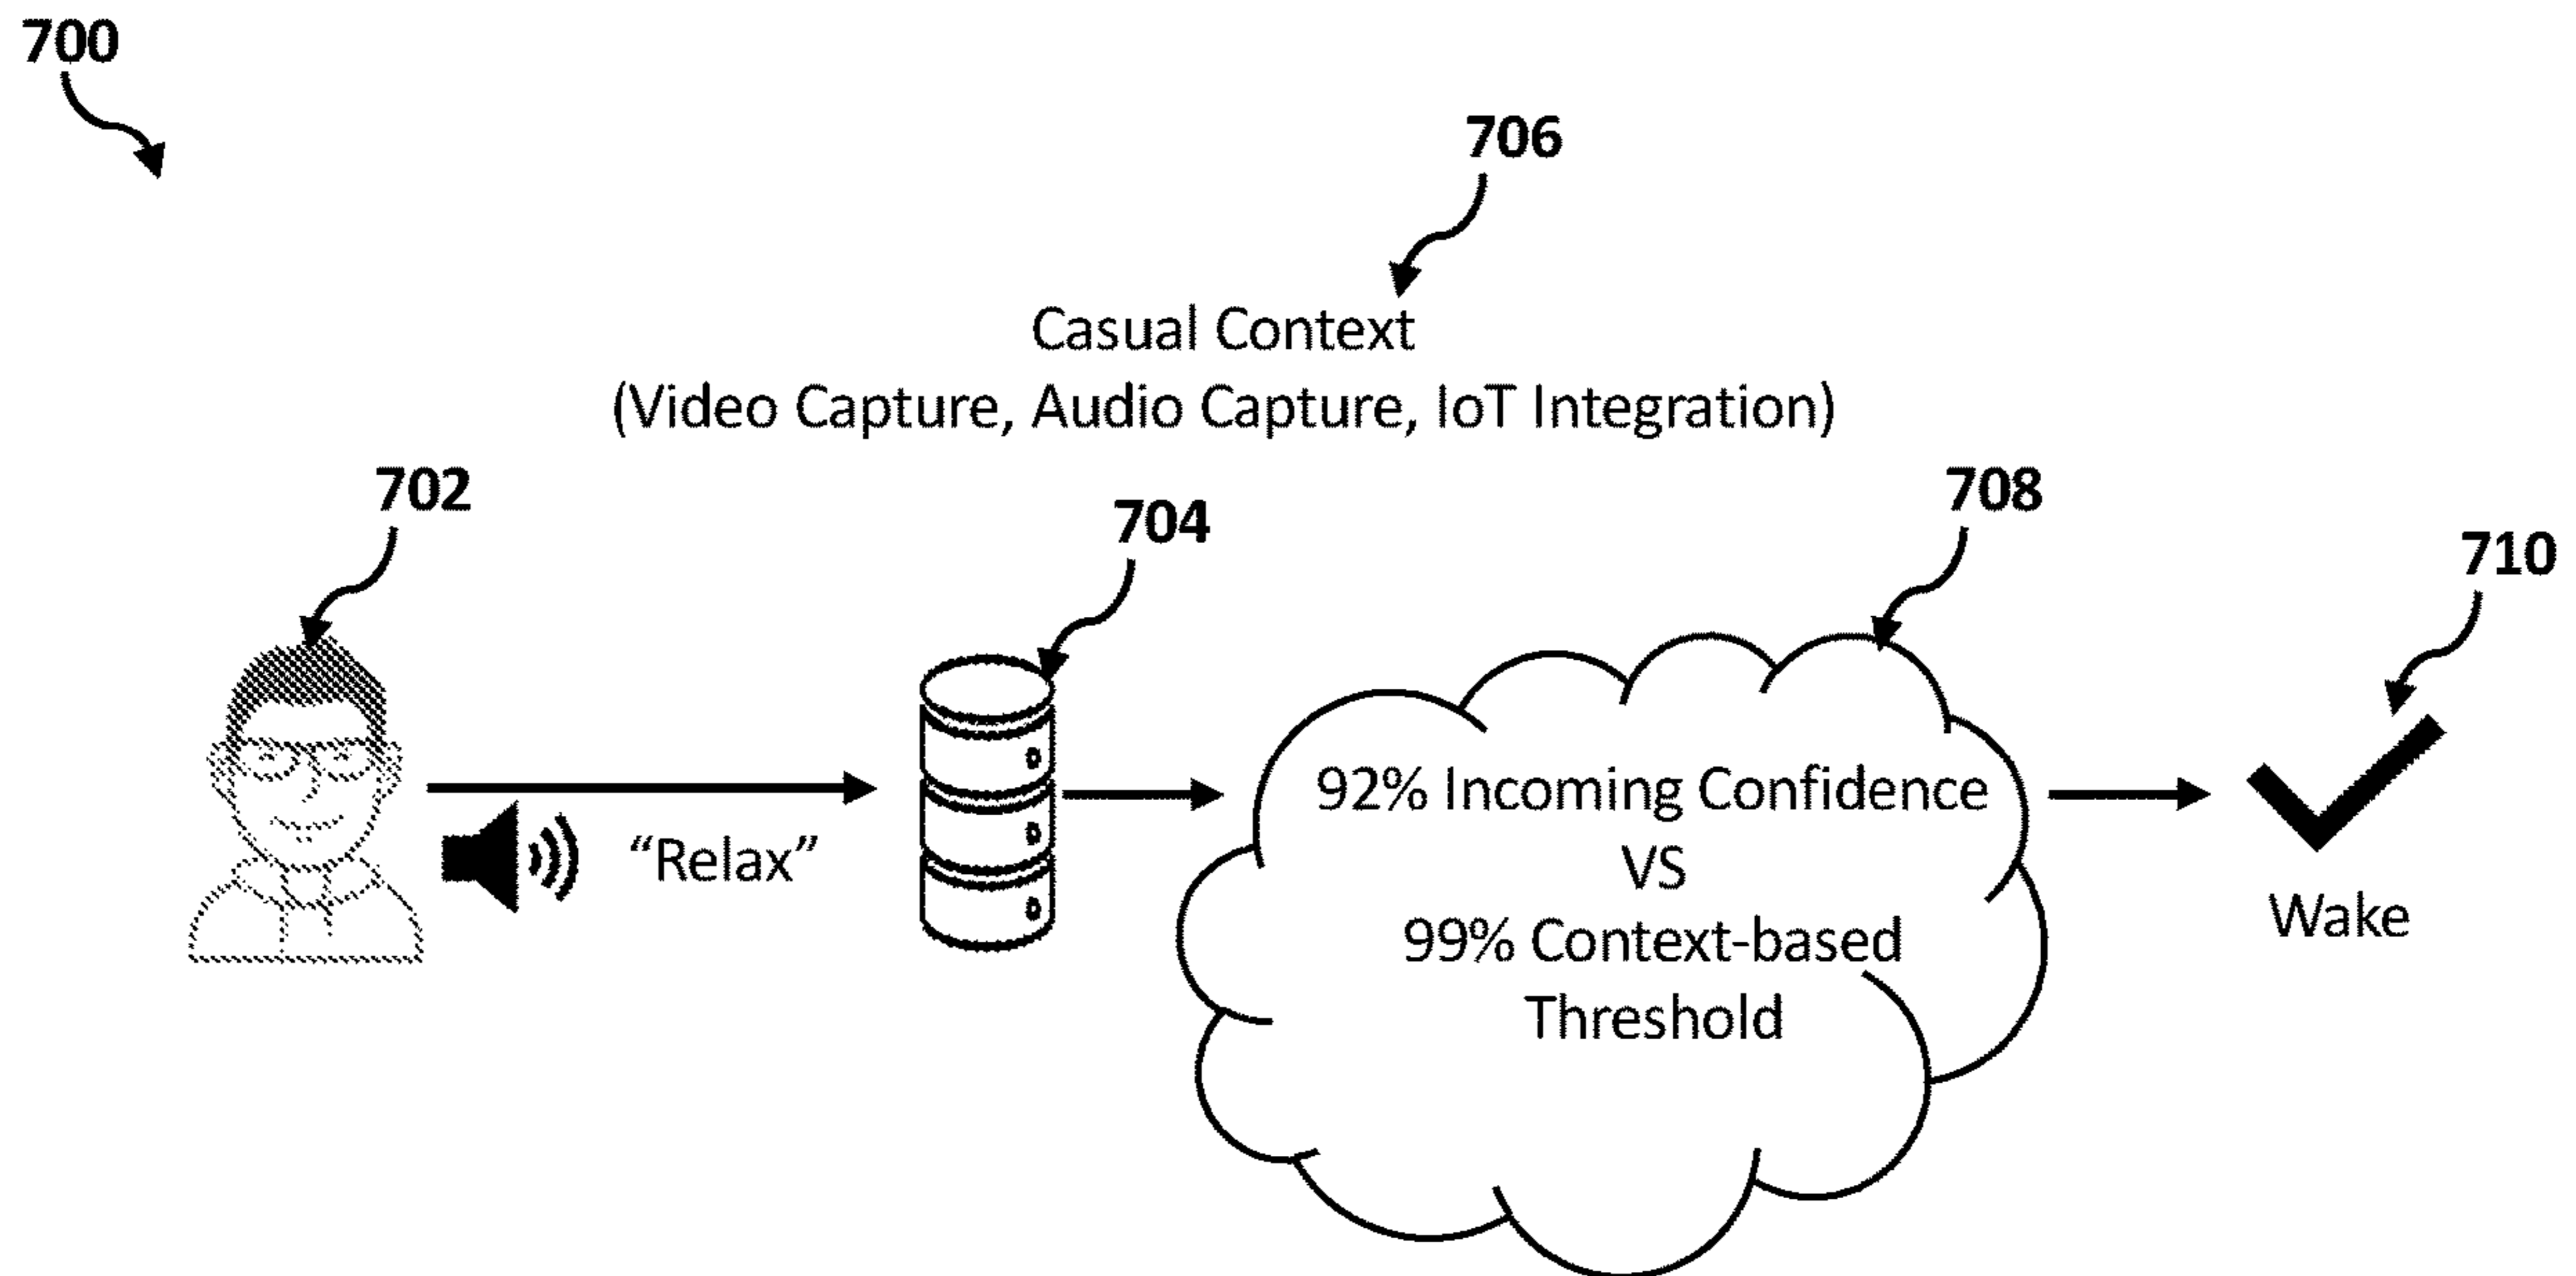 700
706
Casual Context
(Video Capture, Audio Capture, IoT Integration)
702
704
708
710
“Relax”
92% Incoming Confidence
VS
99% Context-based
Threshold
Wake